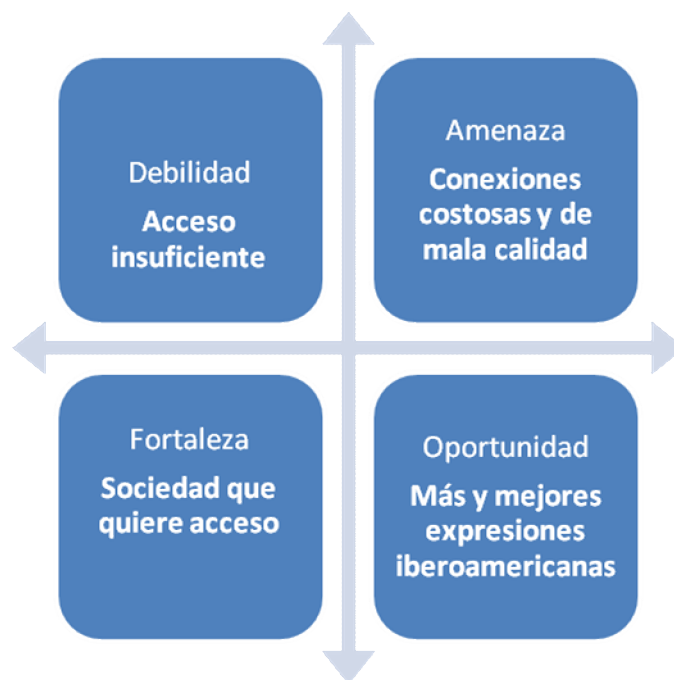 Debilidad
Acceso
insuficiente
Amenaza
Conexiones
costosas y de
mala calidad
Fortaleza
Sociedad que
quiere acceso
Oportunidad
Más y mejores
expresiones
iberoamericanas